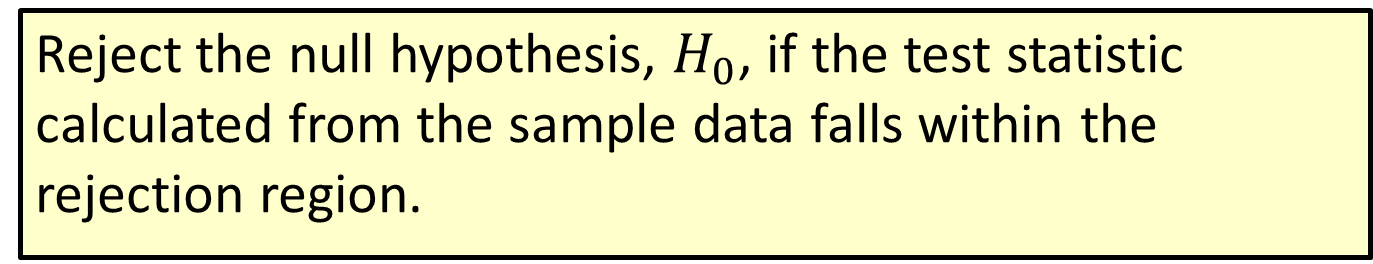 Reject the null hypothesis, H₀, if the test statistic
calculated from the sample data falls within the
rejection region.